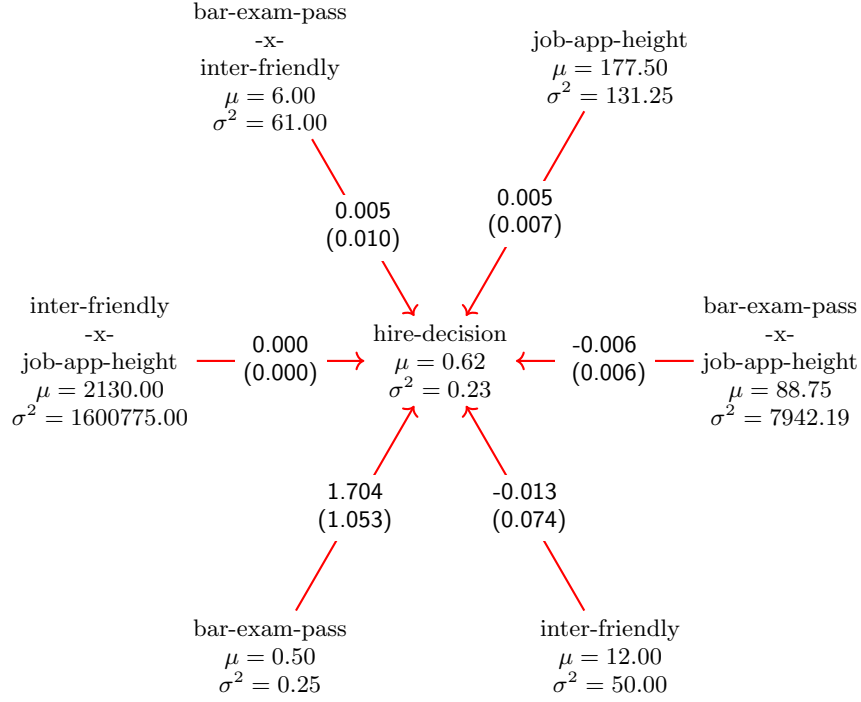 bar-exam-pass
-x-
inter-friendly
μ = 6.00
σ² = 61.00
job-app-height
μ = 177.50
σ² = 131.25
0.005
(0.010)
0.005
(0.007)
inter-friendly
-x-
job-app-height
μ = 2130.00
σ² = 1600775.00
0.000
(0.000)
hire-decision
μ = 0.62
σ² = 0.23
-0.006
(0.006)
bar-exam-pass
-x-
job-app-height
μ = 88.75
σ² = 7942.19
1.704
(1.053)
-0.013
(0.074)
bar-exam-pass
μ = 0.50
σ² = 0.25
inter-friendly
μ = 12.00
σ² = 50.00